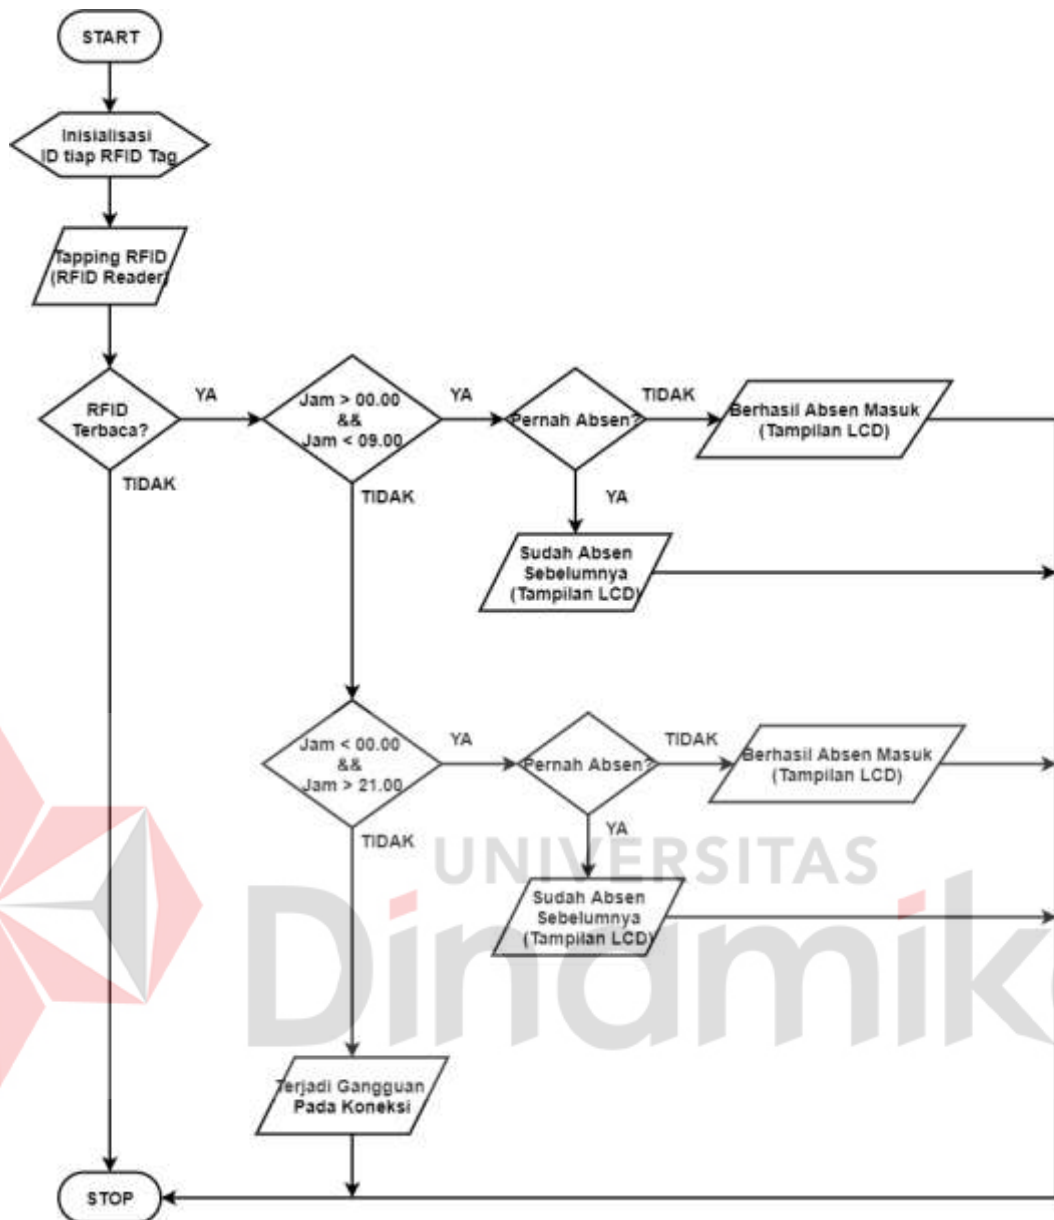 START
Inisialisasi
ID tiap RFID Tag
Tapping RFID
(RFID Reader)
RFID
Terbaca?
YA
TIDAK
Jam > 00.00
&&
Jam < 09.00
YA
TIDAK
Pernah Absen?
TIDAK
YA
Berhasil Absen Masuk
(Tampilan LCD)
Sudah Absen
Sebelumnya
(Tampilan LCD)
Jam < 00.00
&&
Jam > 21.00
YA
TIDAK
Pernah Absen?
TIDAK
YA
Berhasil Absen Masuk
(Tampilan LCD)
Sudah Absen
Sebelumnya
(Tampilan LCD)
UNIVERSITAS
Dinamika
Terjadi Gangguan
Pada Koneksi
STOP